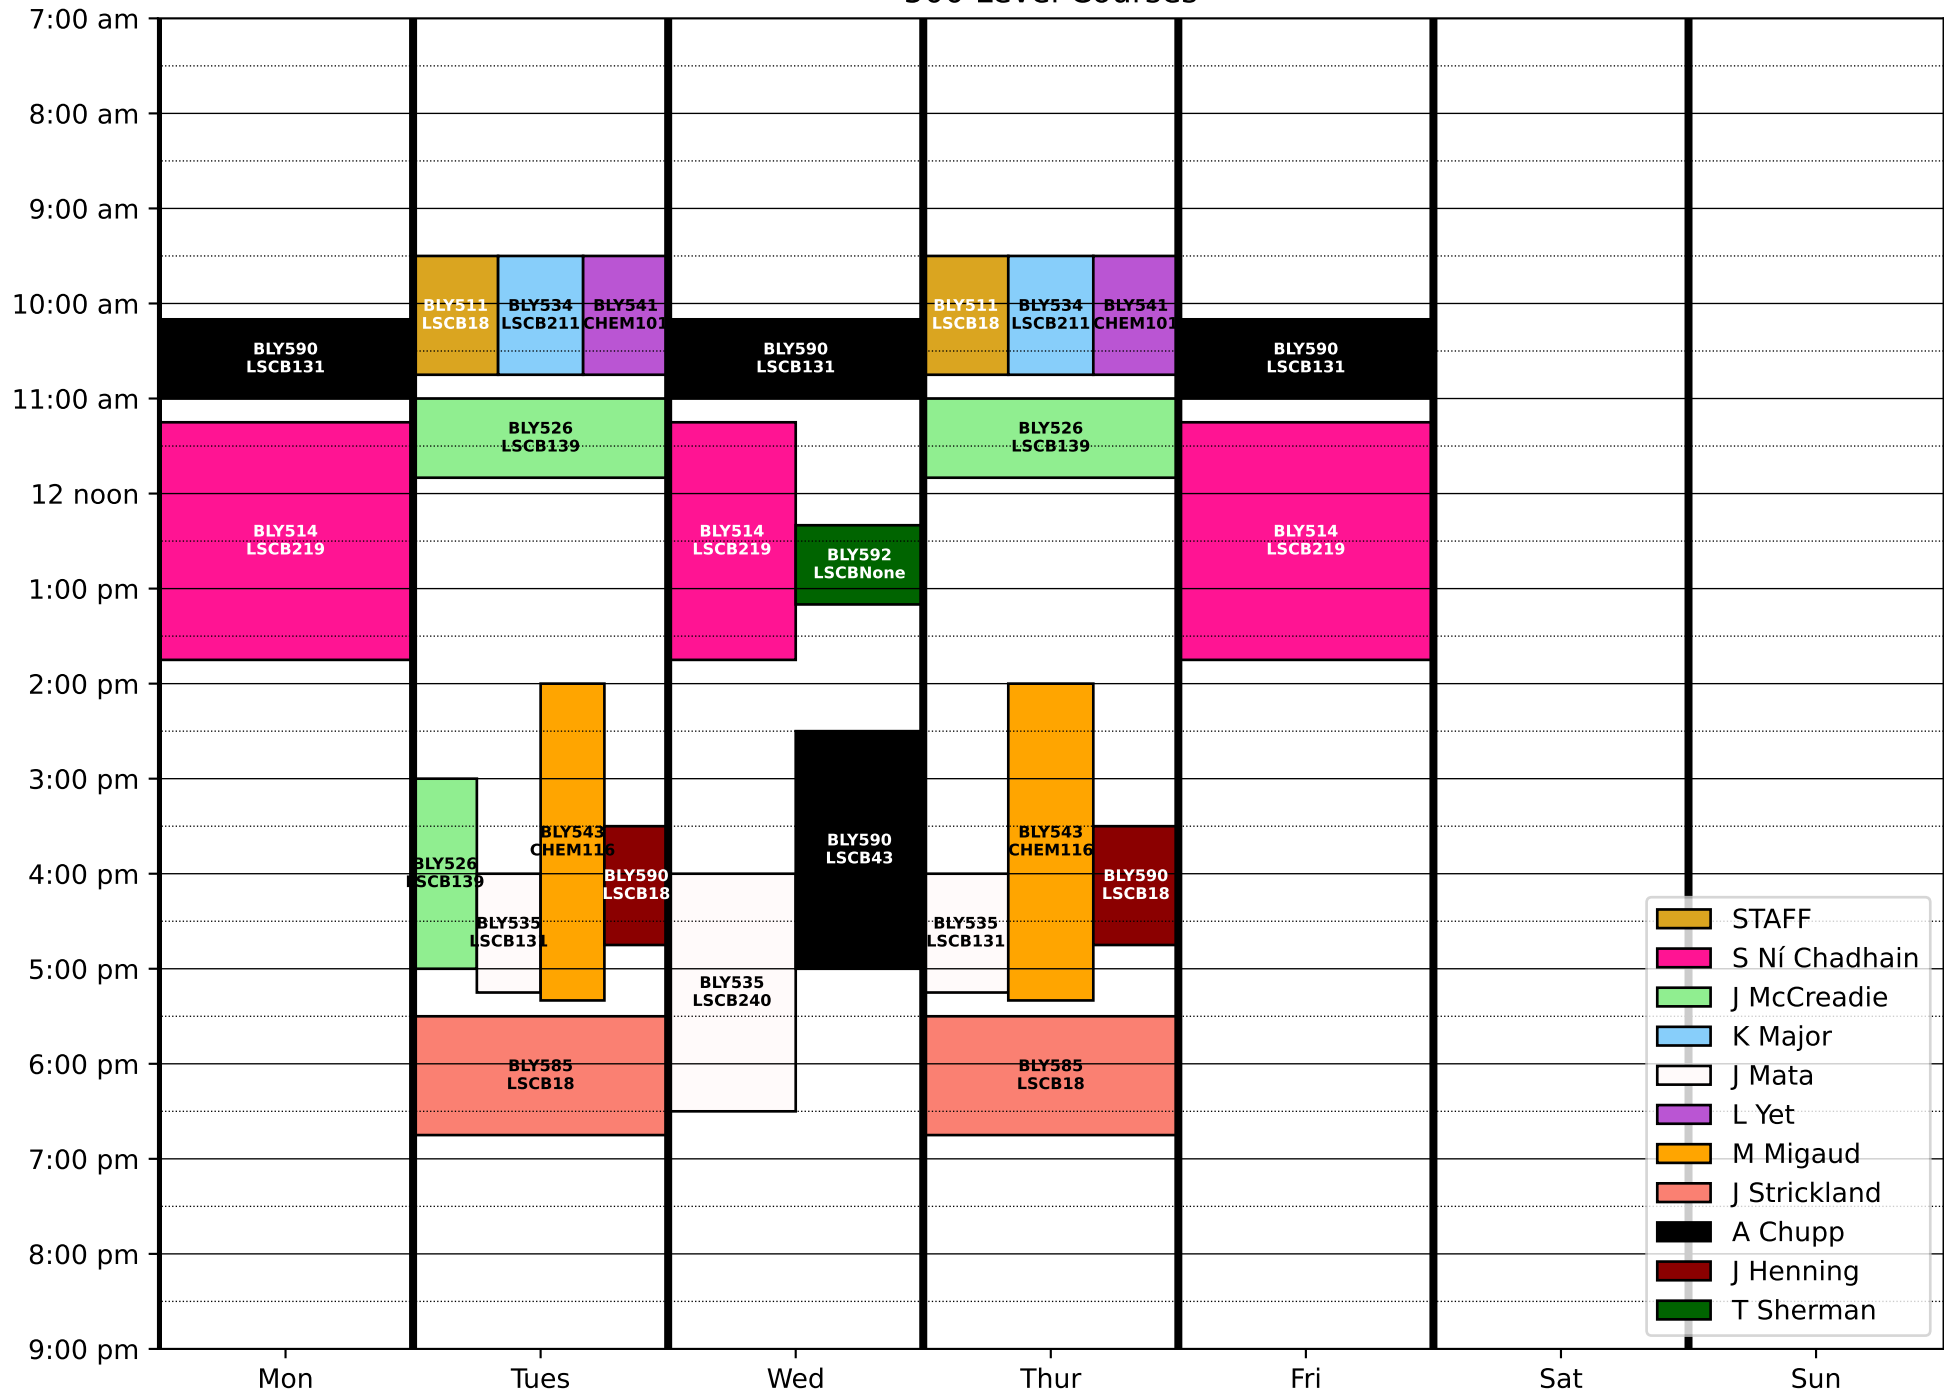 500 Level Courses
7:00 am
8:00 am
9:00 am
10:00 am
11:00 am
12 noon
1:00 pm
2:00 pm
3:00 pm
4:00 pm
5:00 pm
6:00 pm
7:00 pm
8:00 pm
9:00 pm
BLY590
LSCB131
BLY514
LSCB219
BLY511
LSCB18
BLY534
LSCB211
BLY541
CHEM101
BLY526
LSCB139
BLY526
LSCB139
BLY535
LSCB131
BLY543
CHEM116
BLY590
LSCB18
BLY585
LSCB18
BLY590
LSCB131
BLY514
LSCB219
BLY592
LSCBNone
BLY590
LSCB43
BLY535
LSCB240
BLY511
LSCB18
BLY534
LSCB211
BLY541
CHEM101
BLY526
LSCB139
BLY535
LSCB131
BLY543
CHEM116
BLY590
LSCB18
BLY585
LSCB18
BLY590
LSCB131
BLY514
LSCB219
STAFF
S Ní Chadhain
J McCreadie
K Major
J Mata
L Yet
M Migaud
J Strickland
A Chupp
J Henning
T Sherman
Mon
Tues
Wed
Thur
Fri
Sat
Sun